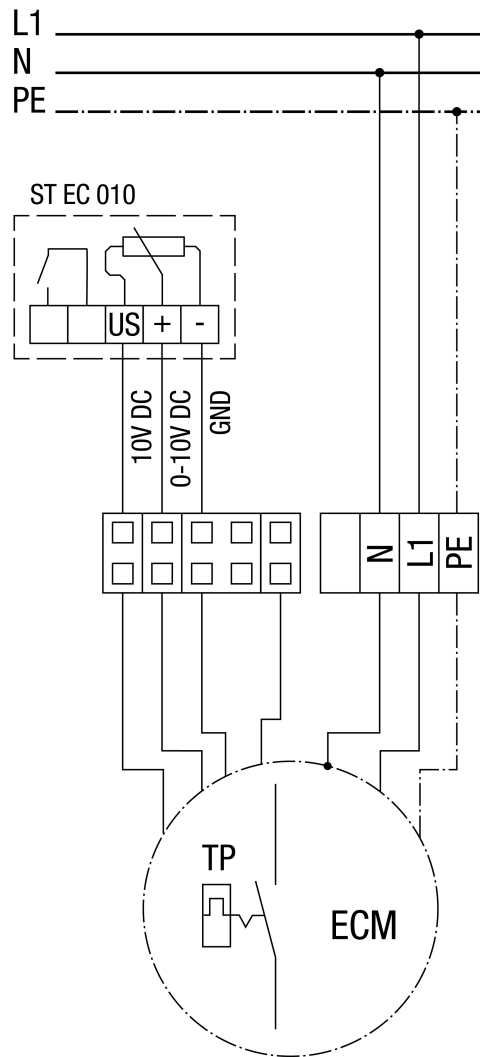 L1
N
PE
ST EC 010
US + -
10V DC
0-10V DC
GND
N L1 PE
TP
ECM